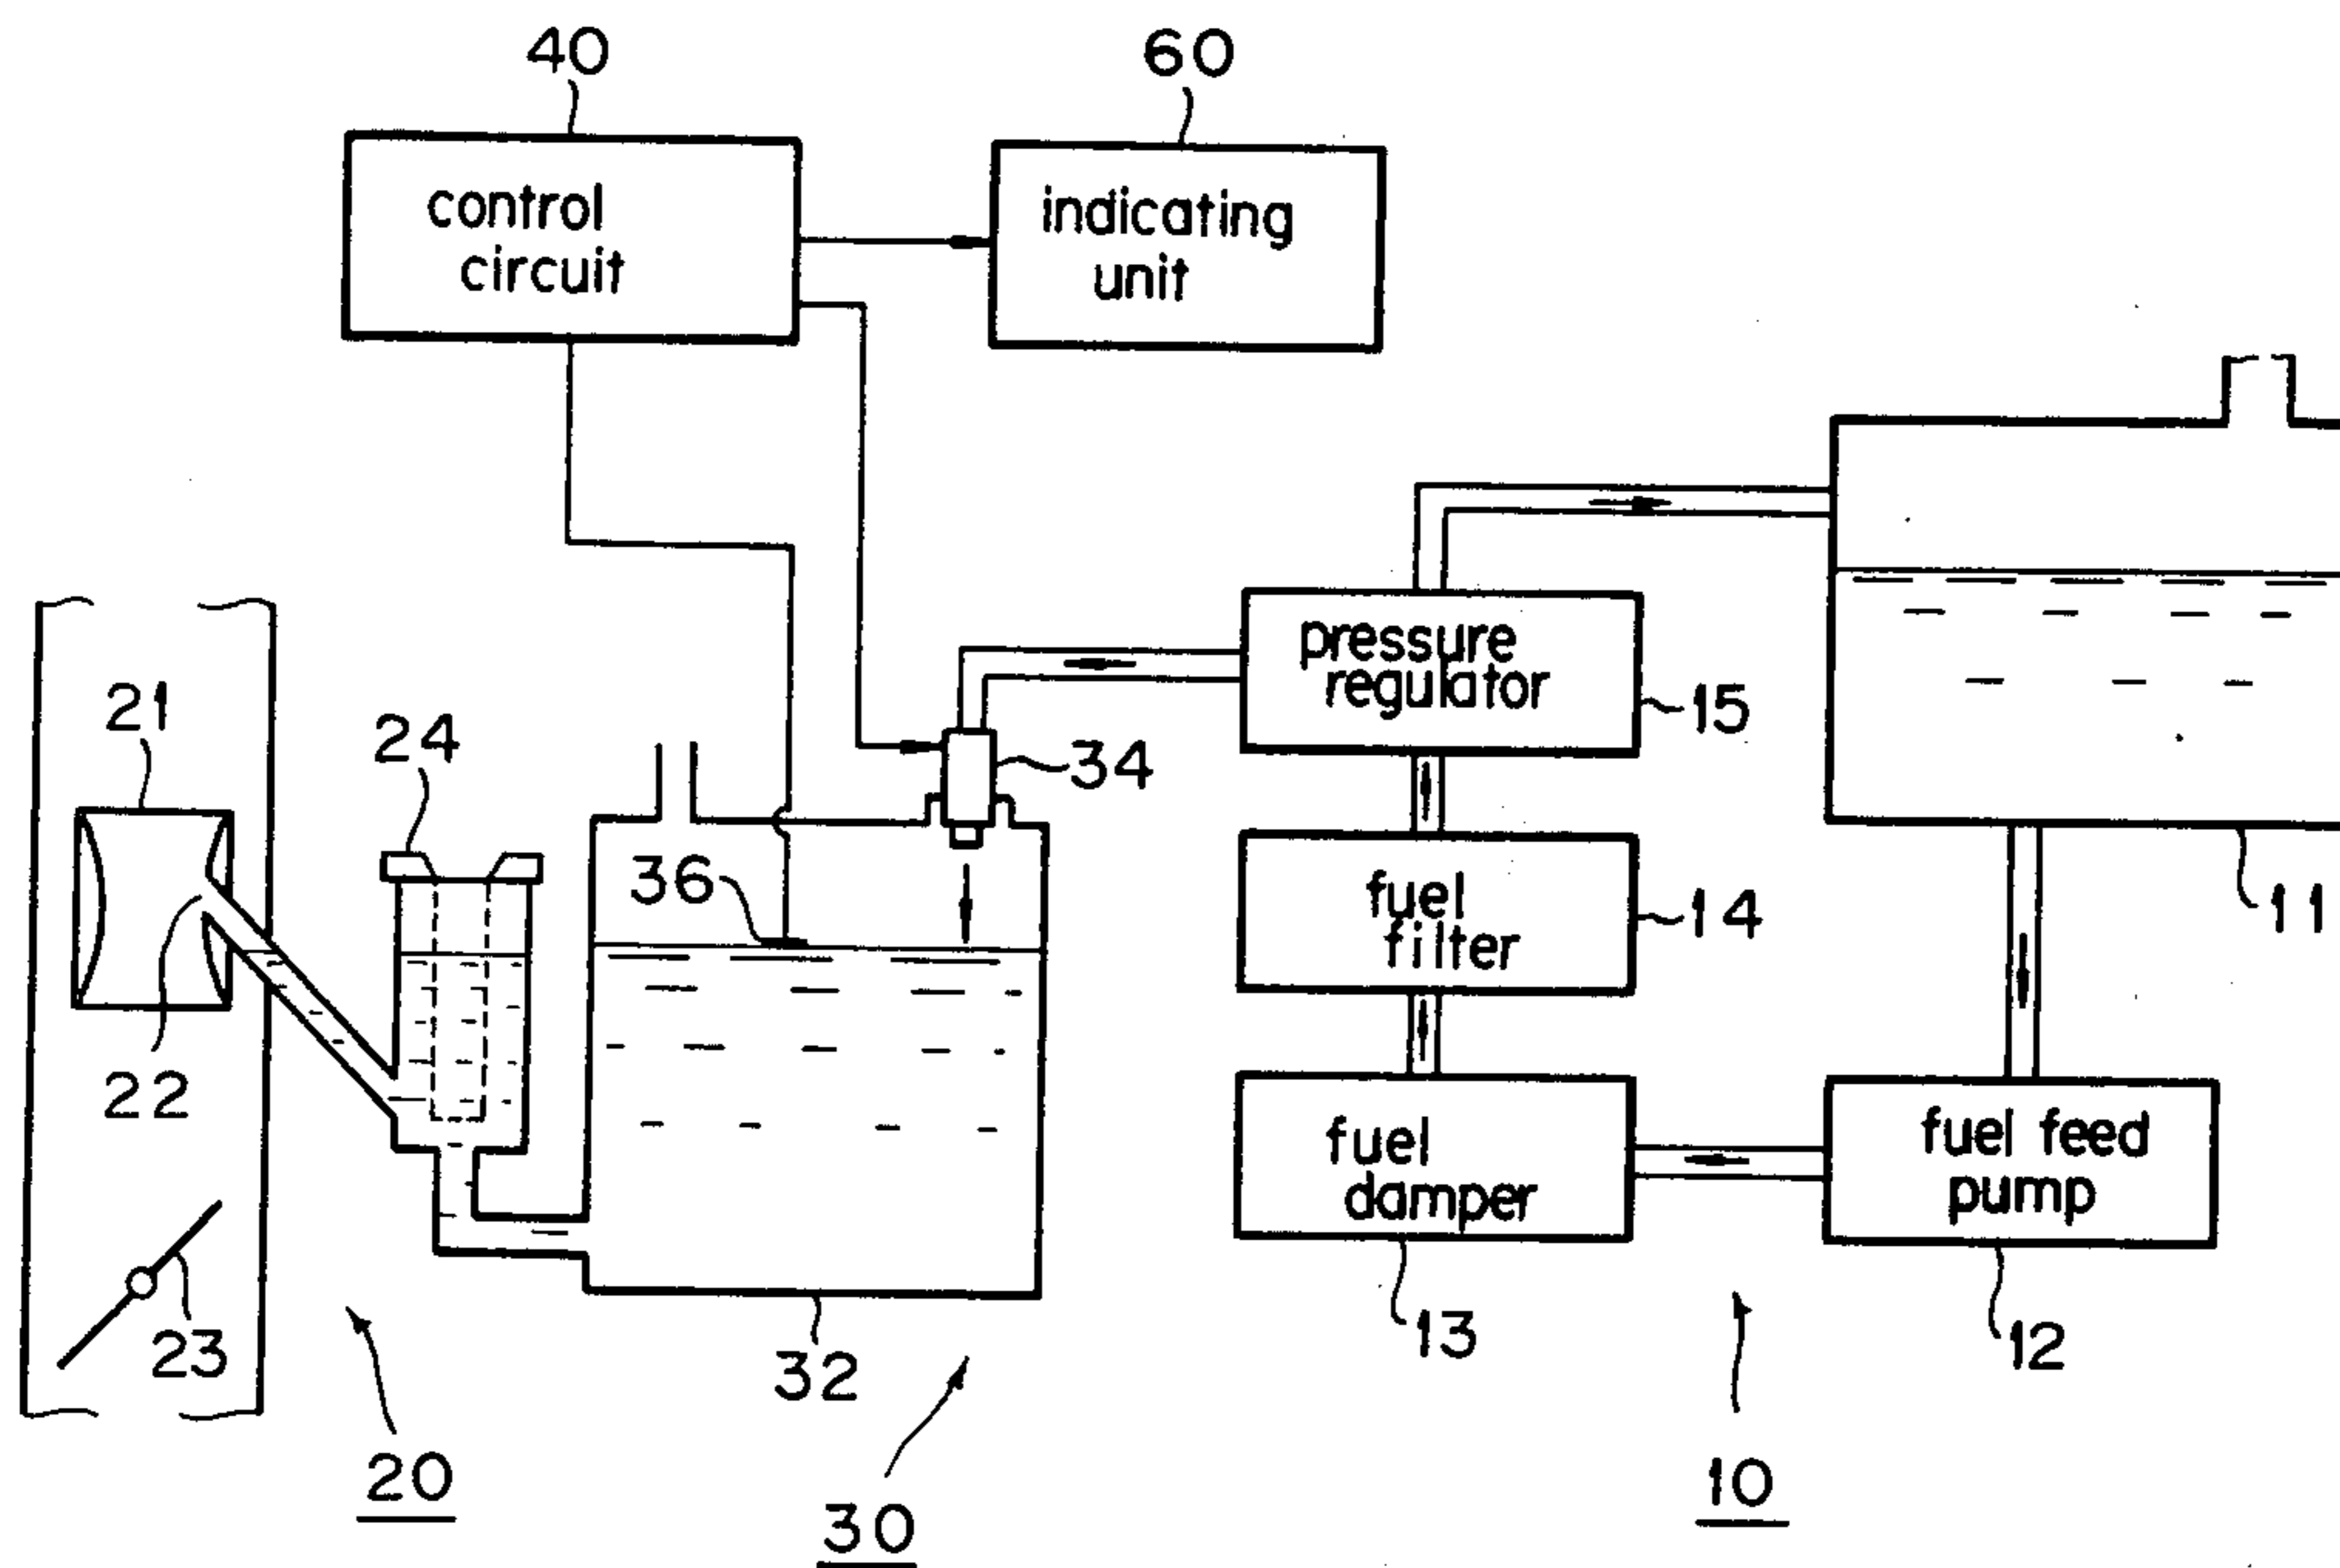 40
60
control
circuit
indicating
unit
21
24
pressure
regulator
15
34
36
fuel
filter
14
11
22
fuel
damper
fuel feed
pump
23
32
13
12
20
30
10